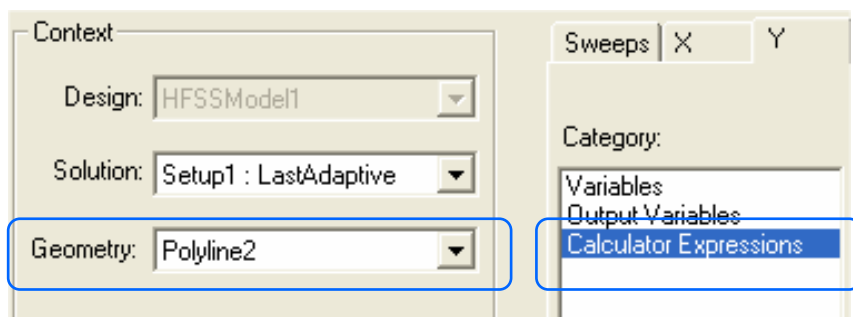 Context
Design: HFSSModel1
Solution: Setup1 : LastAdaptive
Geometry: Polyline2
Sweeps X Y
Category:
Variables
Output Variables
Calculator Expressions